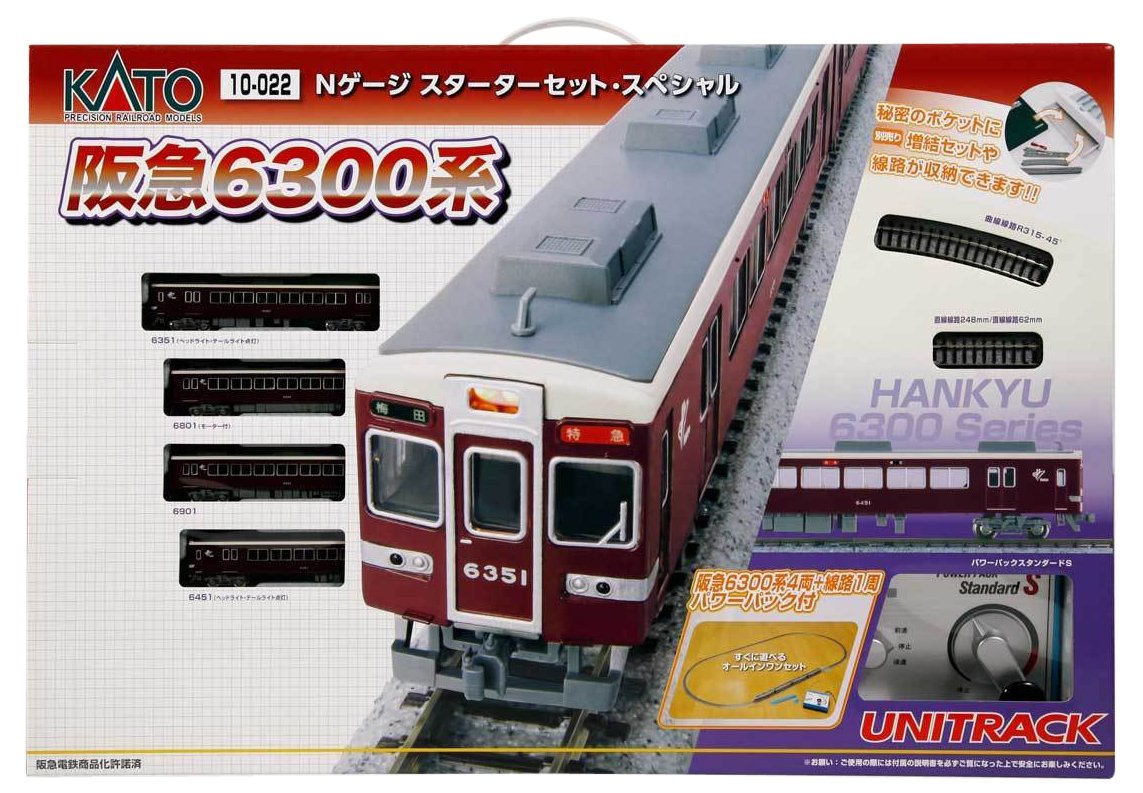 KATO
PRECISION RAILROAD MODELS
10-022
Nゲージ スターターセット・スペシャル
阪急6300系
秘密のポケットに
別売り 増結セットや
線路が収納できます!!
曲線線路R315-45°
直線線路248mm/直線線路62mm
HANKYU
6300 Series
6451
6351(ヘッドライト・テールライト点灯)
6801(モーター付)
6901
6451(ヘッドライト・テールライト点灯)
梅田
特急
6351
パワーパックスタンダードS
POWER PACK
Standard S
前進
停止
後進
停止
阪急6300系4両+線路1周
パワーパック付
すぐに遊べる
オールインワンセット
UNITRACK
阪急電鉄商品化許諾済
※お願い:ご使用の際には付属の説明書を必ずご覧になった上で安全にお楽しみください。